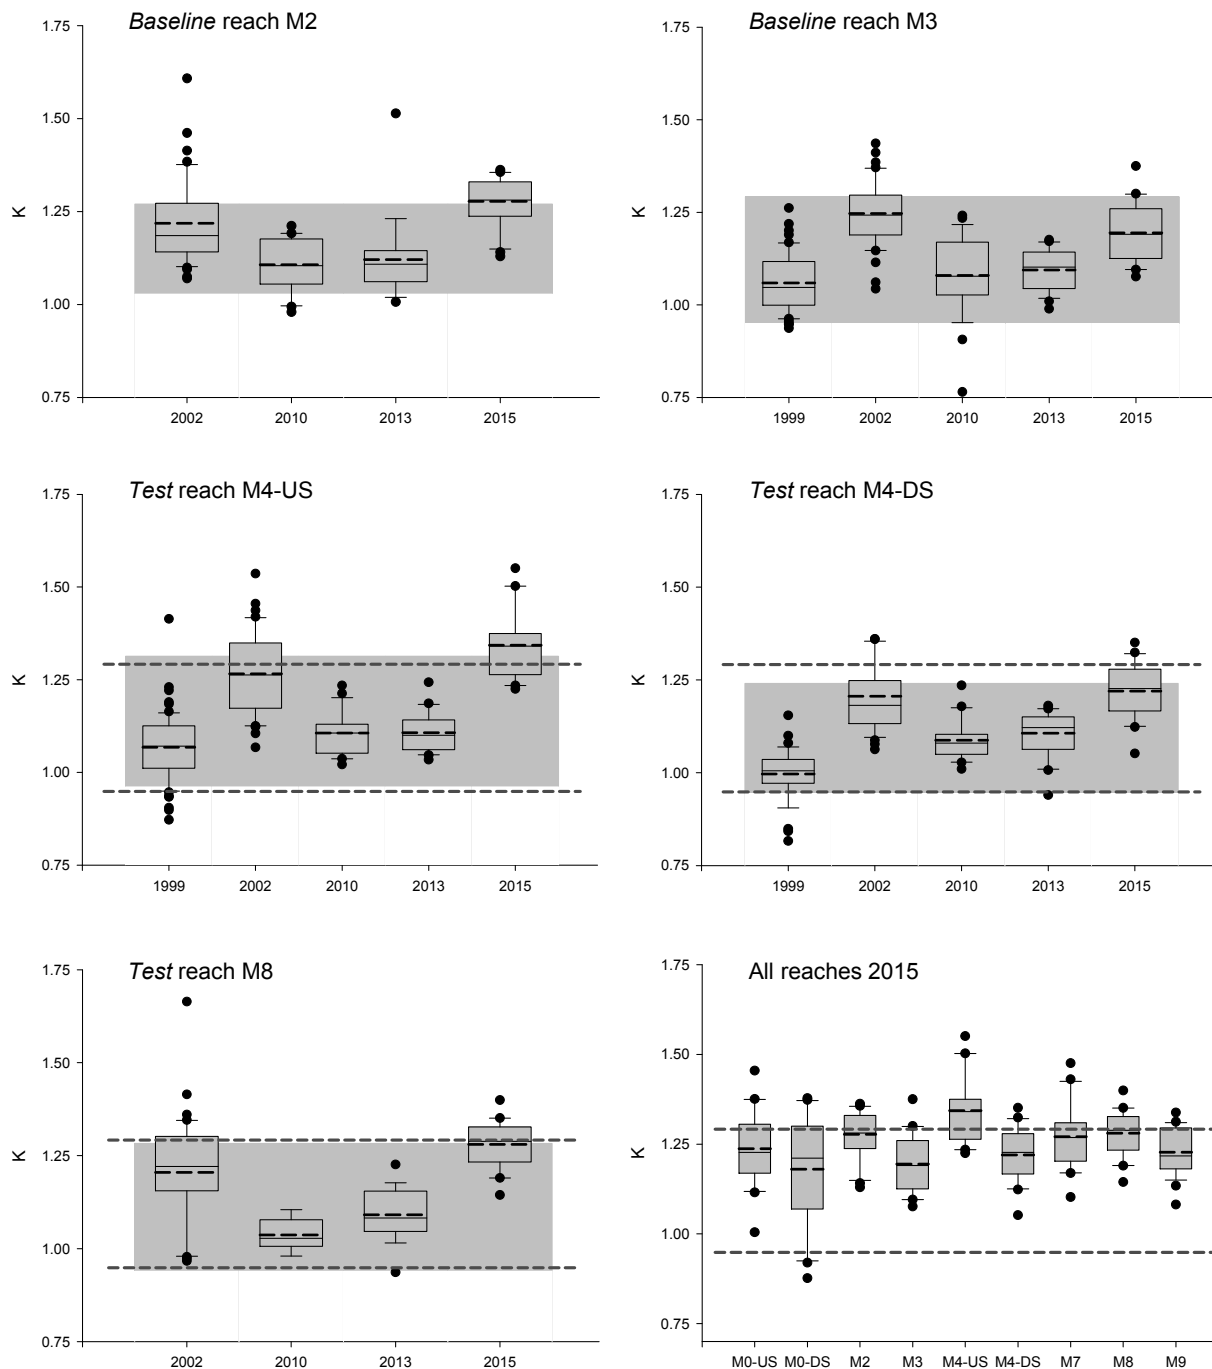 Baseline reach M2
1.75
1.50
1.25
1.00
0.75
K
2002 2010 2013 2015
Baseline reach M3
1.75
1.50
1.25
1.00
0.75
K
1999 2002 2010 2013 2015
Test reach M4-US
1.75
1.50
1.25
1.00
0.75
K
1999 2002 2010 2013 2015
Test reach M4-DS
1.75
1.50
1.25
1.00
0.75
K
1999 2002 2010 2013 2015
Test reach M8
1.75
1.50
1.25
1.00
0.75
K
2002 2010 2013 2015
All reaches 2015
1.75
1.50
1.25
1.00
0.75
K
M0-US M0-DS M2 M3 M4-US M4-DS M7 M8 M9